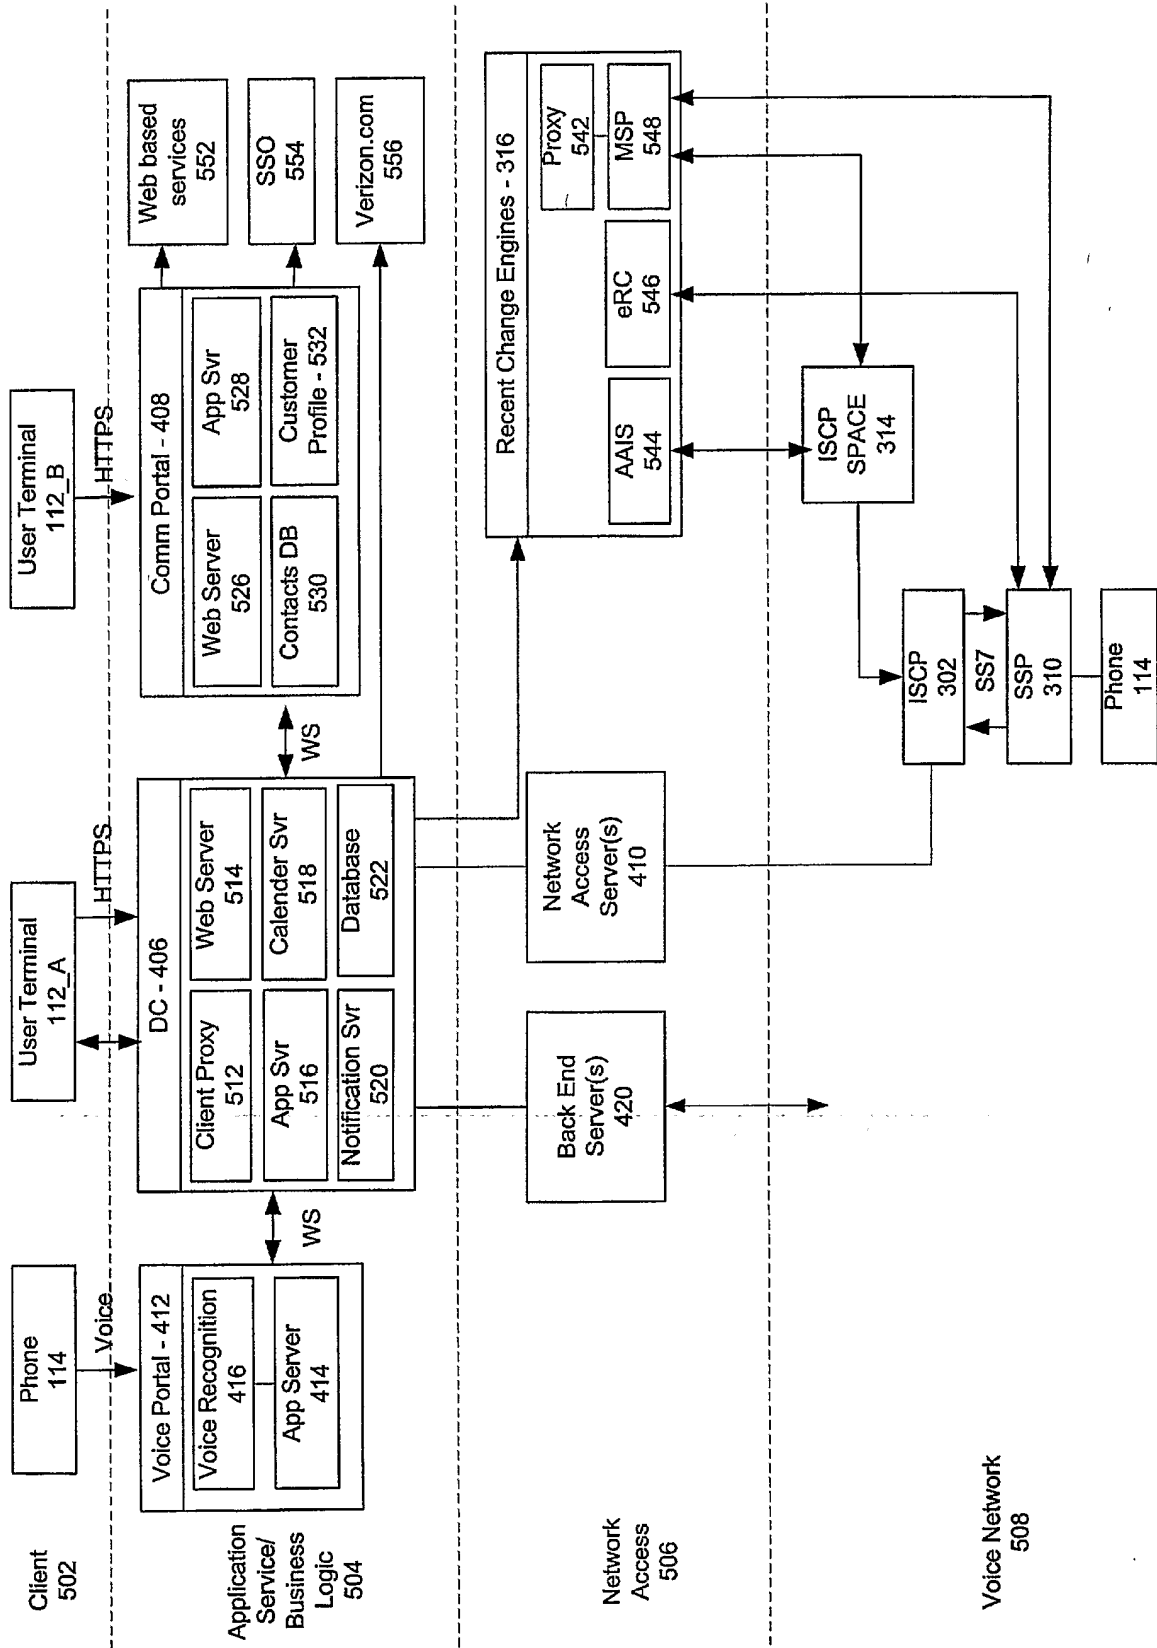 Client
502
Phone
114
User Terminal
112_A
User Terminal
112_B
Voice
HTTPS
HTTPS
Application
Service/
Business
Logic
504
Voice Portal - 412
Voice Recognition
416
App Server
414
WS
DC - 406
Client Proxy
512
Web Server
514
App Svr
516
Calender Svr
518
Notification Svr
520
Database
522
WS
Comm Portal - 408
Web Server
526
App Svr
528
Contacts DB
530
Customer
Profile - 532
Web based
services
552
SSO
554
Verizon.com
556
Network
Access
506
Back End
Server(s)
420
Network
Access
Server(s)
410
Recent Change Engines - 316
Proxy
542
AAIS
544
eRC
546
MSP
548
Voice Network
508
ISCP
SPACE
314
ISCP
302
SS7
SSP
310
Phone
114